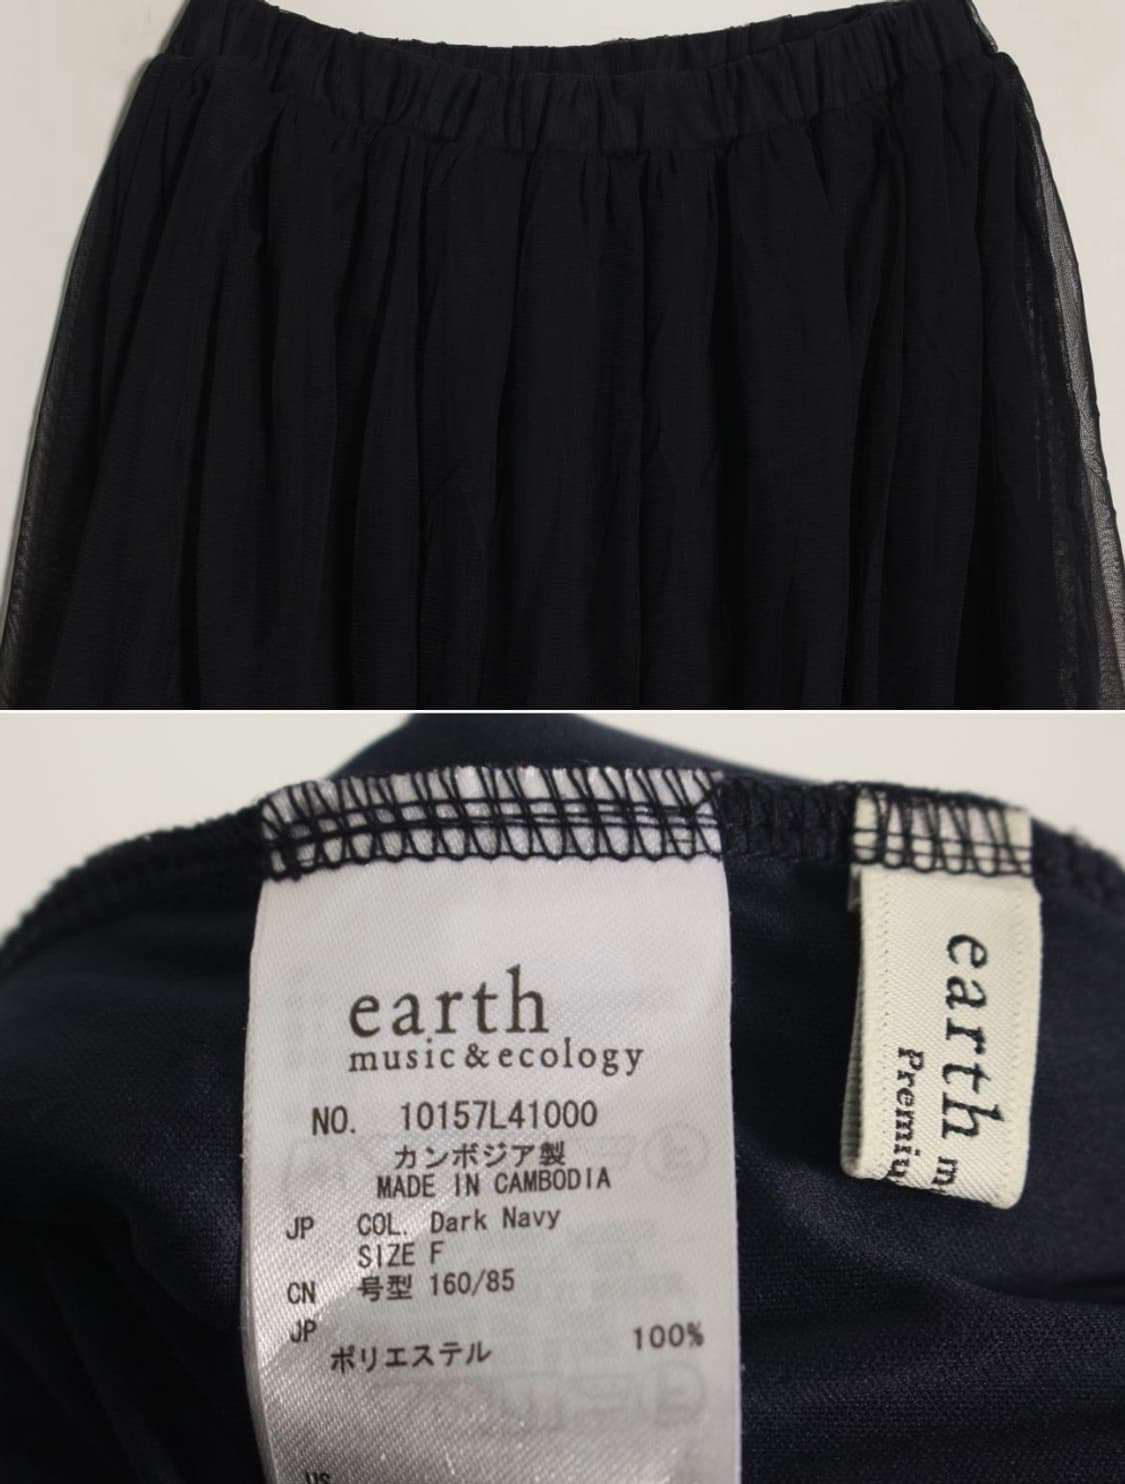 earth
music&ecology
NO. 10157L41000
カンボジア製
MADE IN CAMBODIA
JP COL. Dark Navy
SIZE F
CN 号型 160/85
JP
ポリエステル 100%
US
earth m
Premiu